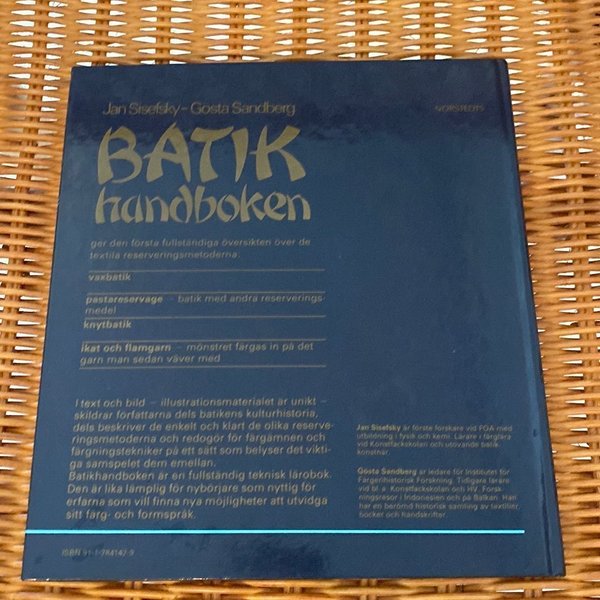 Jan Sisefsky – Gösta Sandberg
NORSTEDTS
BATIK
handboken
ger den första fullständiga översikten över de
textila reserveringsmetoderna:
vaxbatik
pastareservage – batik med andra reserverings-
medel
knytbatik
ikat och flamgarn – mönstret färgas in på det
garn man sedan väver med
I text och bild – illustrationsmaterialet är unikt –
skildrar författarna dels batikens kulturhistoria,
dels beskriver de enkelt och klart de olika reserve-
ringsmetoderna och redogör för färgämnen och
färgningstekniker på ett sätt som belyser det vikti-
ga samspelet dem emellan.
Batikhandboken är en fullständig teknisk lärobok.
Den är lika lämplig för nybörjare som nyttig för
erfarna som vill finna nya möjligheter att utvidga
sitt färg- och formspråk.
Jan Sisefsky är förste forskare vid FOA med
utbildning i fysik och kemi. Lärare i färglära
vid Konstfackskolan och utövande batik-
konstnär.
Gösta Sandberg är ledare för Institutet för
Färgerihistorisk Forskning. Tidigare lärare
vid bl. a. Konstfackskolan och HV. Forsk-
ningsresor i Indonesien och på Balkan. Han
har en berömd historisk samling av textilier,
böcker och handskrifter.
ISBN 91-1-784142-9